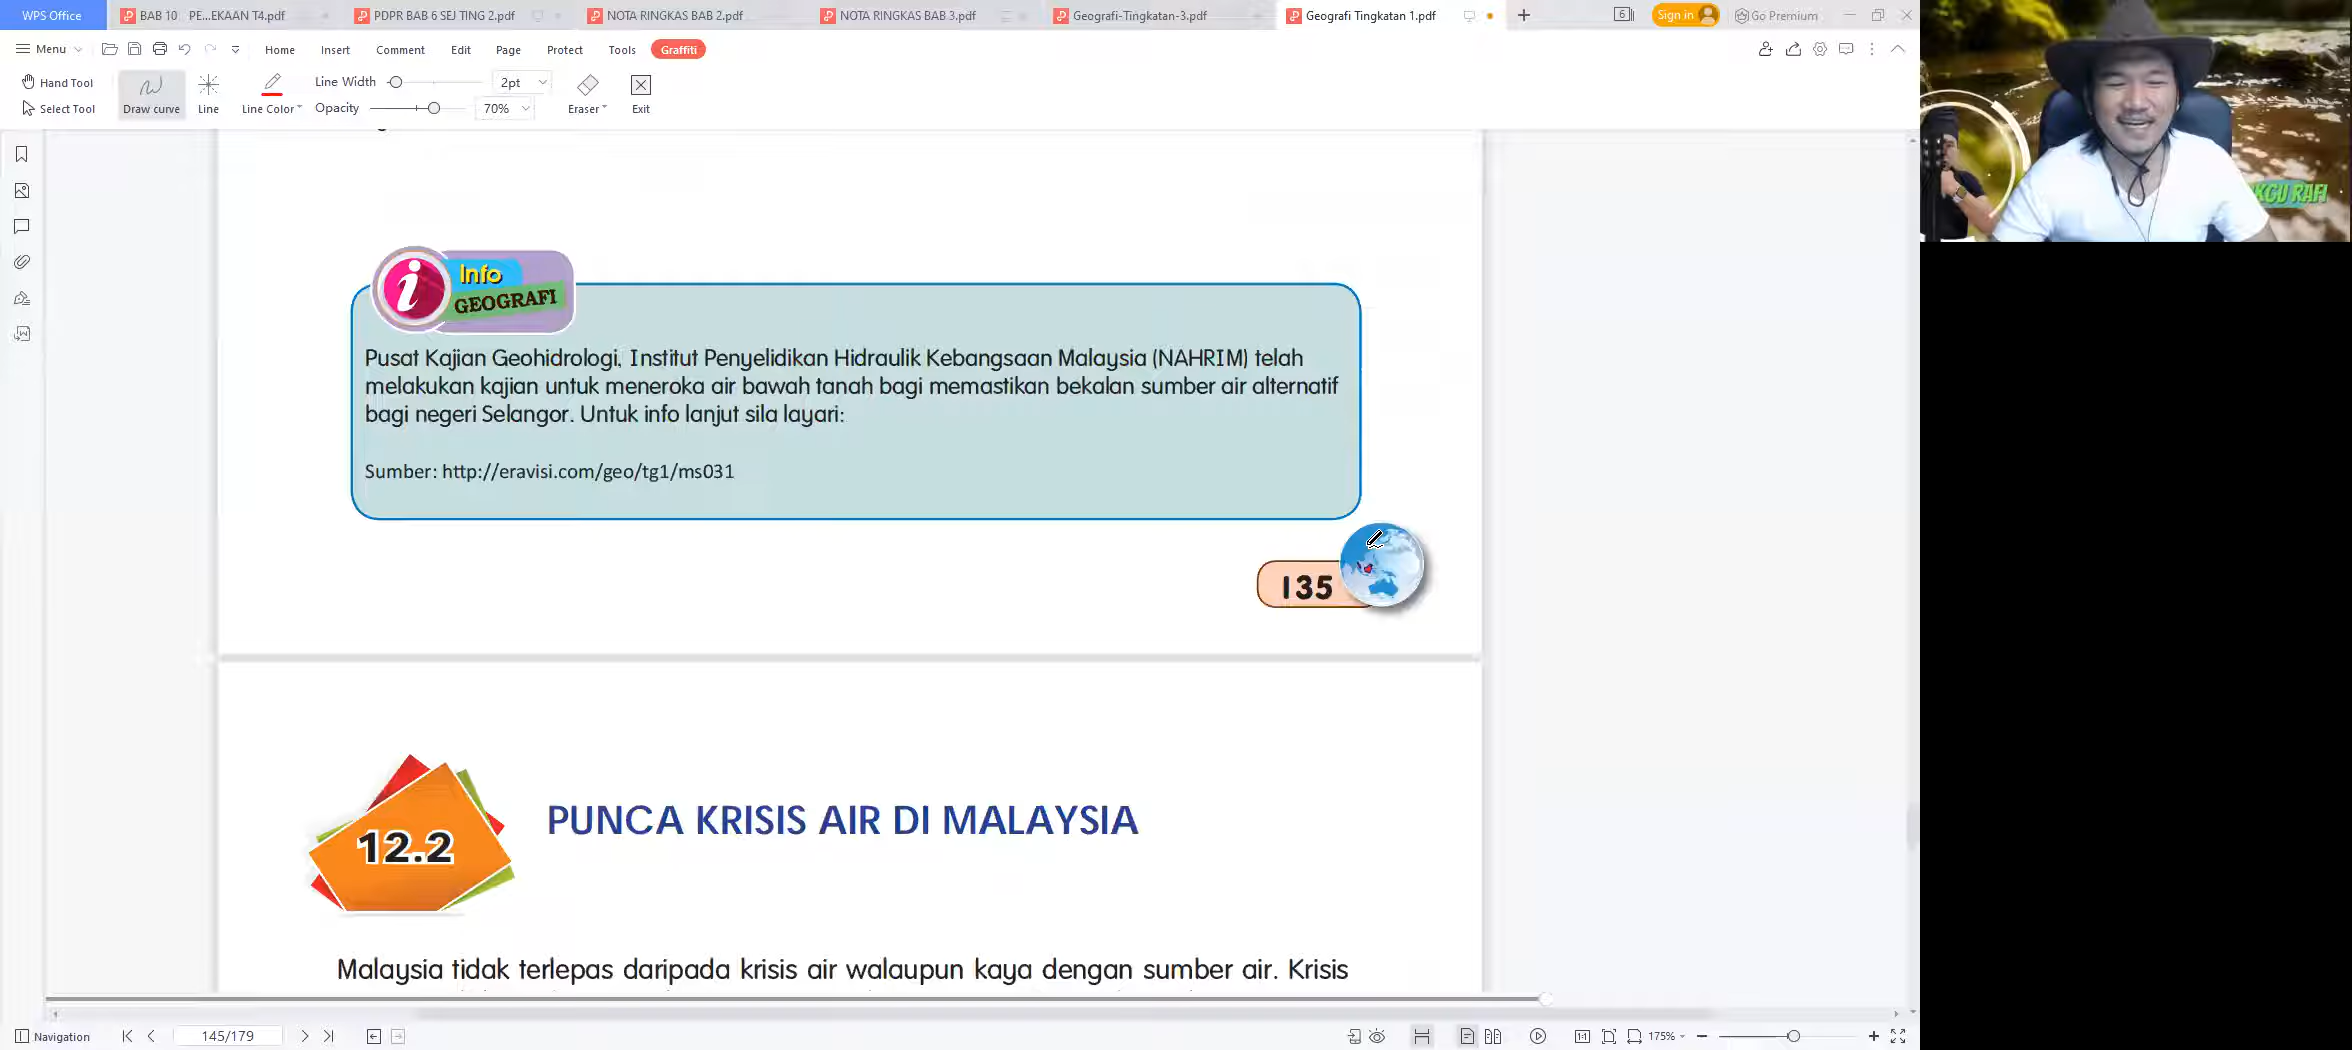 WPS Office
BAB 10 PE...EKAAN T4.pdf
PDPR BAB 6 SEJ TING 2.pdf
NOTA RINGKAS BAB 2.pdf
NOTA RINGKAS BAB 3.pdf
Geografi-Tingkatan-3.pdf
Geografi Tingkatan 1.pdf
6
Sign in
Go Premium
Menu
Home
Insert
Comment
Edit
Page
Protect
Tools
Graffiti
Hand Tool
Select Tool
Draw curve
Line
Line Color
Line Width
2pt
Opacity
70%
Eraser
Exit
i
Info
GEOGRAFI
Pusat Kajian Geohidrologi, Institut Penyelidikan Hidraulik Kebangsaan Malaysia (NAHRIM) telah
melakukan kajian untuk meneroka air bawah tanah bagi memastikan bekalan sumber air alternatif
bagi negeri Selangor. Untuk info lanjut sila layari:
Sumber: http://eravisi.com/geo/tg1/ms031
135
12.2
PUNCA KRISIS AIR DI MALAYSIA
Malaysia tidak terlepas daripada krisis air walaupun kaya dengan sumber air. Krisis
Navigation
145/179
1:1
175%
KGU RAFI